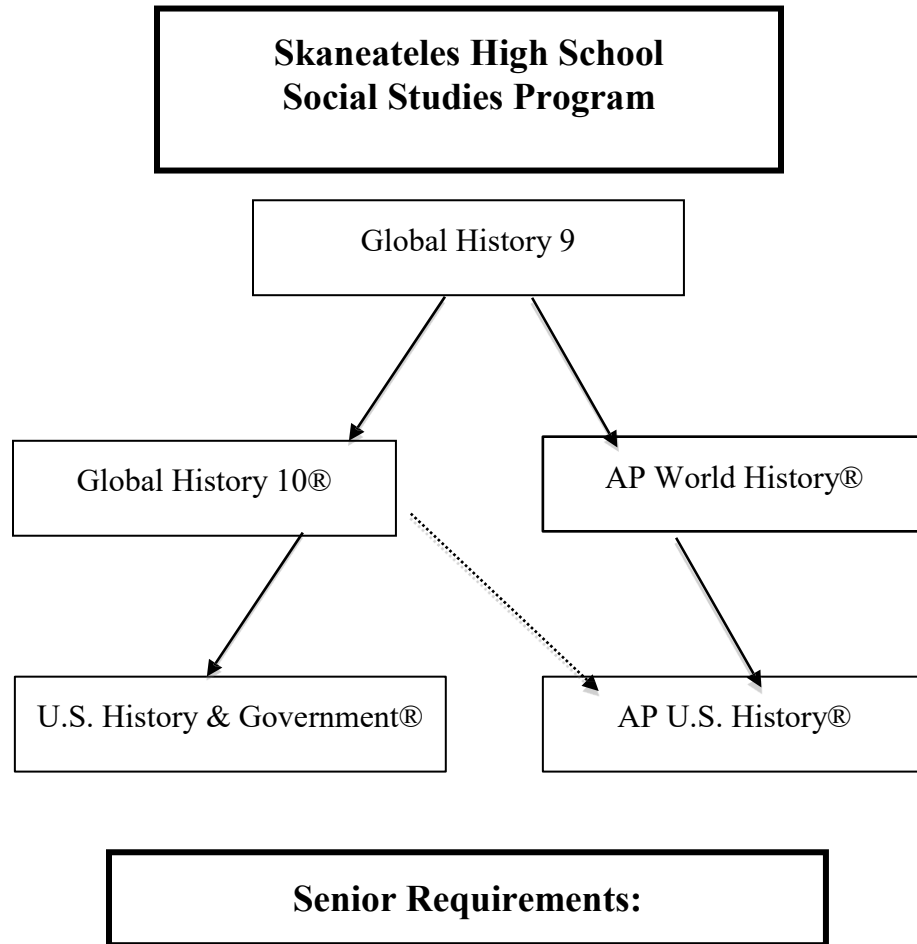 Skaneateles High School
Social Studies Program
Global History 9
Global History 10®
AP World History®
U.S. History & Government®
AP U.S. History®
Senior Requirements: